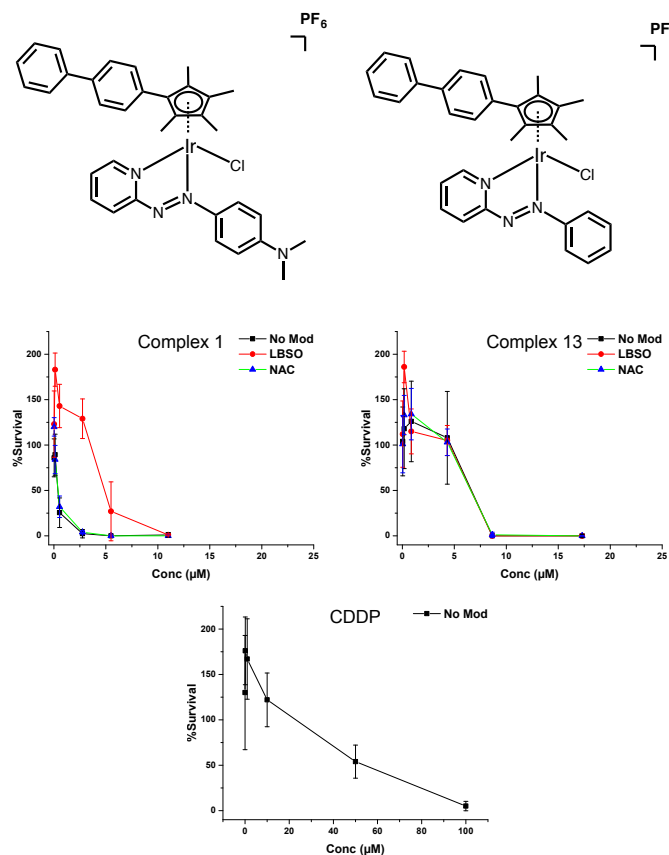 PF6
PF
Ir
Cl
N
N
N
N
Ir
Cl
N
N
N
Complex 1
No Mod
LBSO
NAC
%Survival
200
150
100
50
0
0 5 10 15 20 25
Conc (µM)
Complex 13
No Mod
LBSO
NAC
%Survival
200
150
100
50
0
0 5 10 15 20 25
Conc (µM)
CDDP
No Mod
%Survival
200
150
100
50
0
0 20 40 60 80 100
Conc (µM)